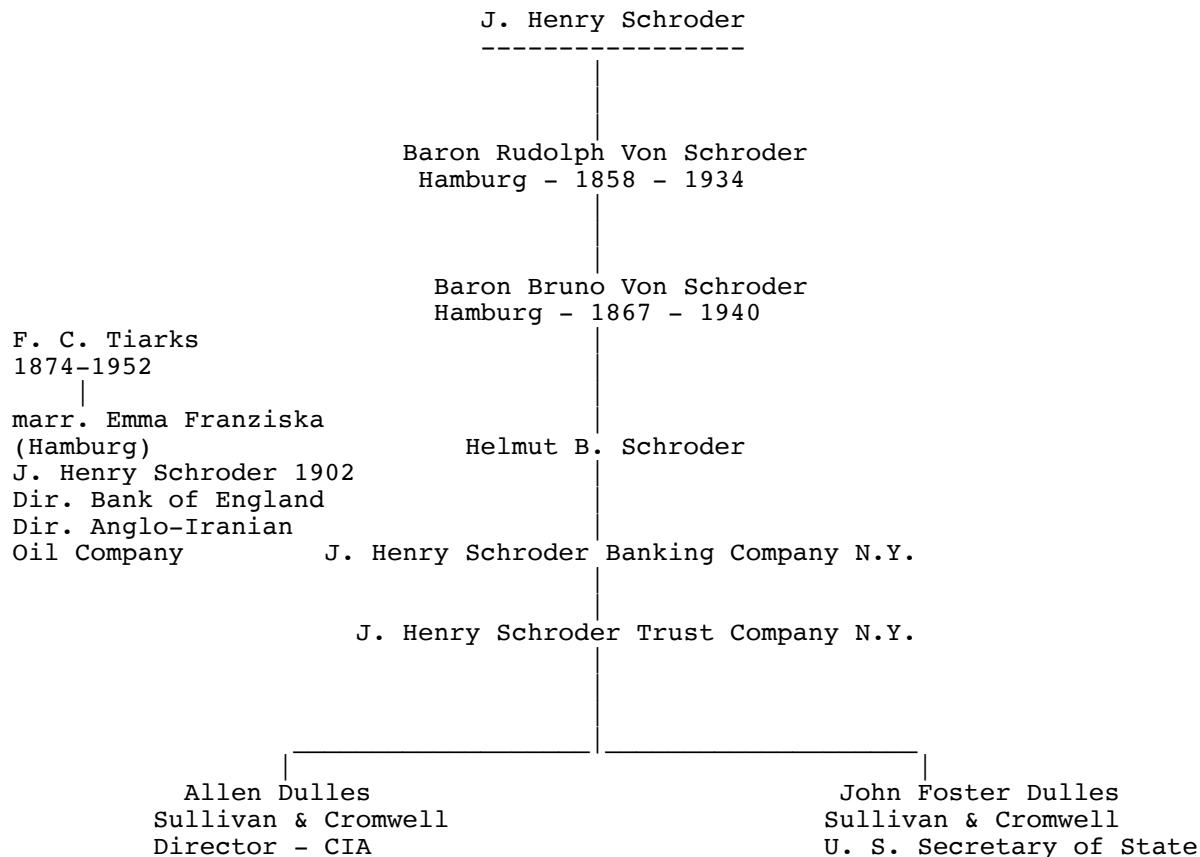 J. Henry Schroder
-----------------
Baron Rudolph Von Schroder
Hamburg - 1858 - 1934
Baron Bruno Von Schroder
Hamburg - 1867 - 1940
F. C. Tiarks
1874-1952
marr. Emma Franziska
(Hamburg)
Helmut B. Schroder
J. Henry Schroder 1902
Dir. Bank of England
Dir. Anglo-Iranian
Oil Company
J. Henry Schroder Banking Company N.Y.
J. Henry Schroder Trust Company N.Y.
Allen Dulles
Sullivan & Cromwell
Director - CIA
John Foster Dulles
Sullivan & Cromwell
U. S. Secretary of State